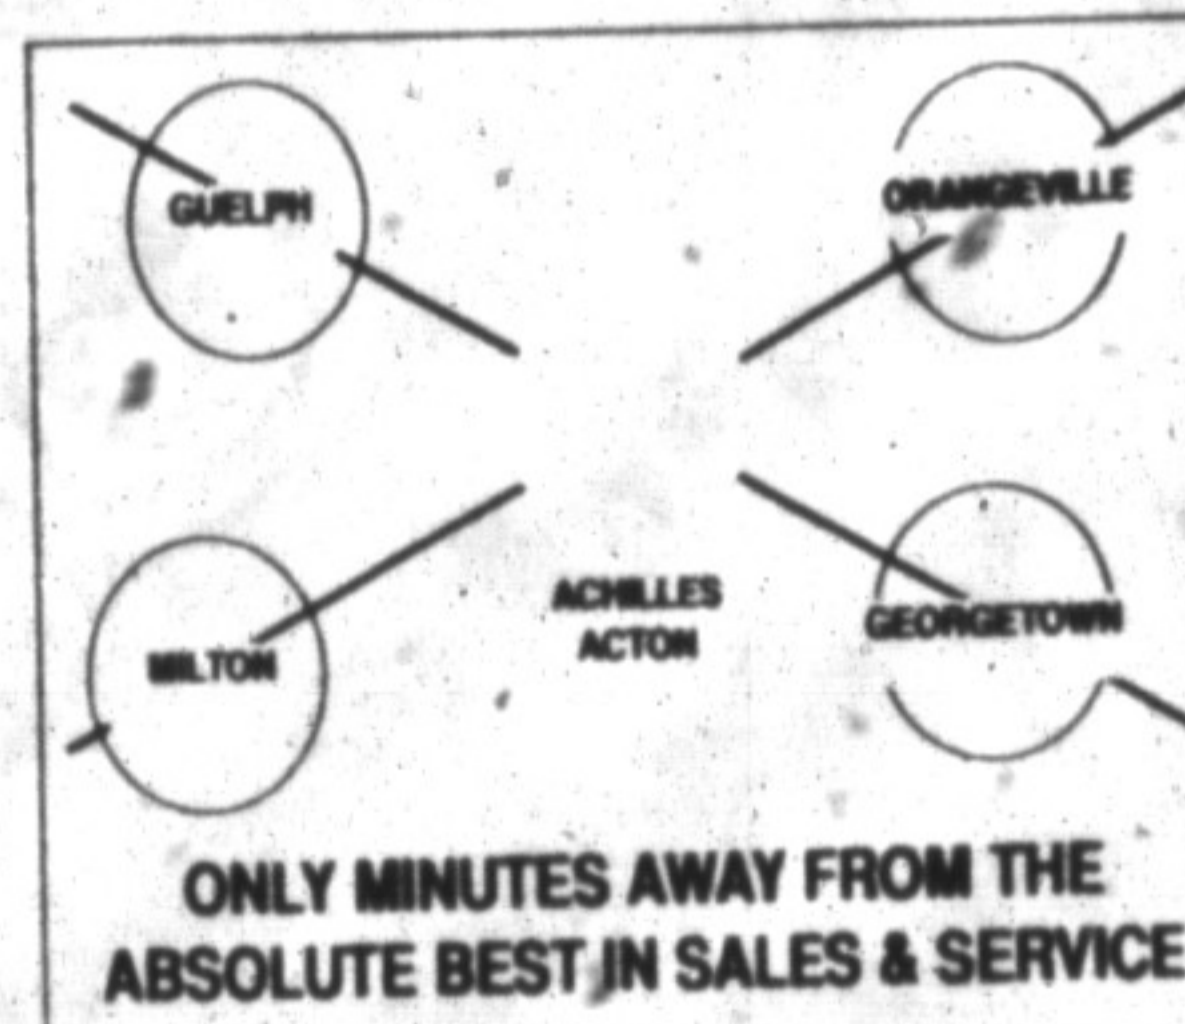 GUELPH
ORANGEVILLE
MILTON
ACHILLES
ACTON
GEORGETOWN
ONLY MINUTES AWAY FROM THE
ABSOLUTE BEST IN SALES & SERVICE